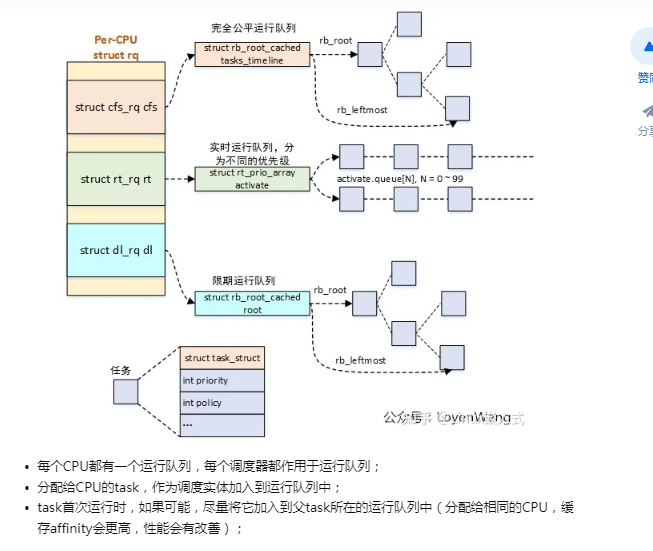 完全公平运行队列
Per-CPU
struct rq
struct rb_root_cached
tasks_timeline
rb_root
赞同
struct cfs_rq cfs
rb_leftmost
分享
实时运行队列，分
为不同的优先级
struct rt_rq rt
struct rt_prio_array
activate
activate.queue[N], N = 0 ~ 99
struct dl_rq dl
限期运行队列
struct rb_root_cached
root
rb_root
rb_leftmost
任务
struct task_struct
int priority
int policy
...
公众号：LoyenWang
• 每个CPU都有一个运行队列，每个调度器都作用于运行队列；
• 分配给CPU的task，作为调度实体加入到运行队列中；
• task首次运行时，如果可能，尽量将它加入到父task所在的运行队列中（分配给相同的CPU，缓
存affinity会更高，性能会有改善）；